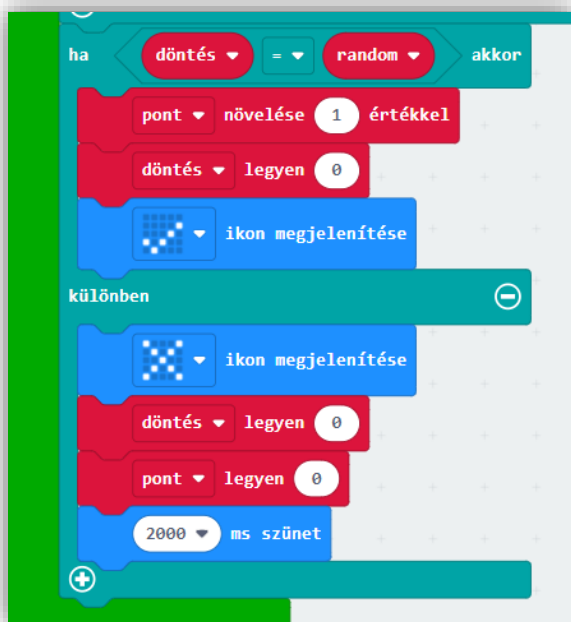 ha döntés = random akkor
pont növelése 1 értékkel
döntés legyen 0
ikon megjelenítése
különben
ikon megjelenítése
döntés legyen 0
pont legyen 0
2000 ms szünet